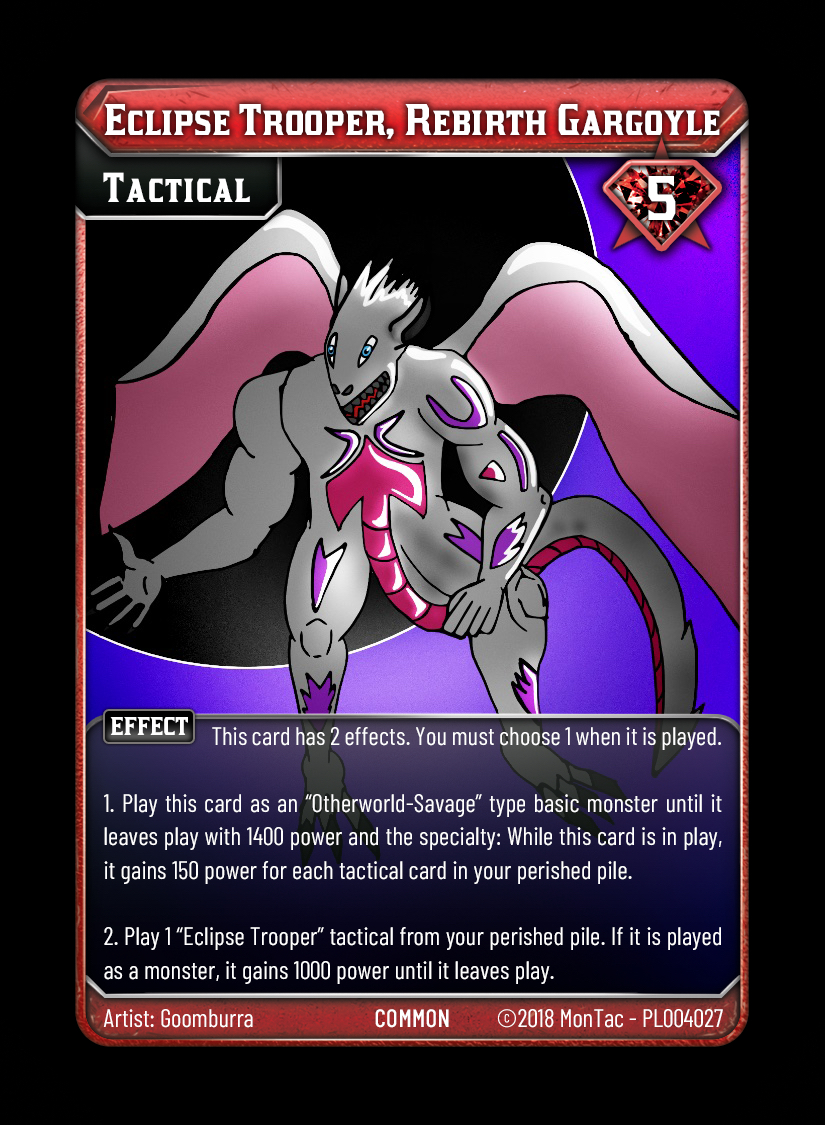 Eclipse Trooper, Rebirth Gargoyle
Tactical
5
EFFECT
This card has 2 effects. You must choose 1 when it is played.
1. Play this card as an “Otherworld-Savage” type basic monster until it
leaves play with 1400 power and the specialty: While this card is in play,
it gains 150 power for each tactical card in your perished pile.
2. Play 1 “Eclipse Trooper” tactical from your perished pile. If it is played
as a monster, it gains 1000 power until it leaves play.
Artist: Goomburra
COMMON
©2018 MonTac - PL004027